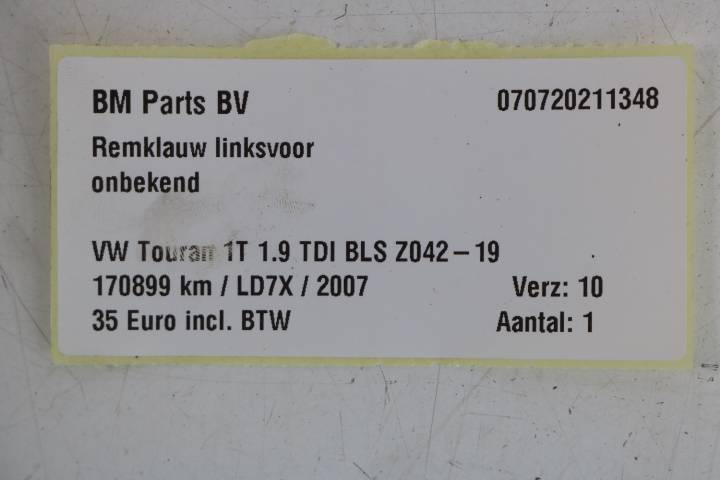 BM Parts BV 070720211348
Remklauw linksvoor
onbekend
VW Touran 1T 1.9 TDI BLS Z042-19
170899 km / LD7X / 2007 Verz: 10
35 Euro incl. BTW Aantal: 1